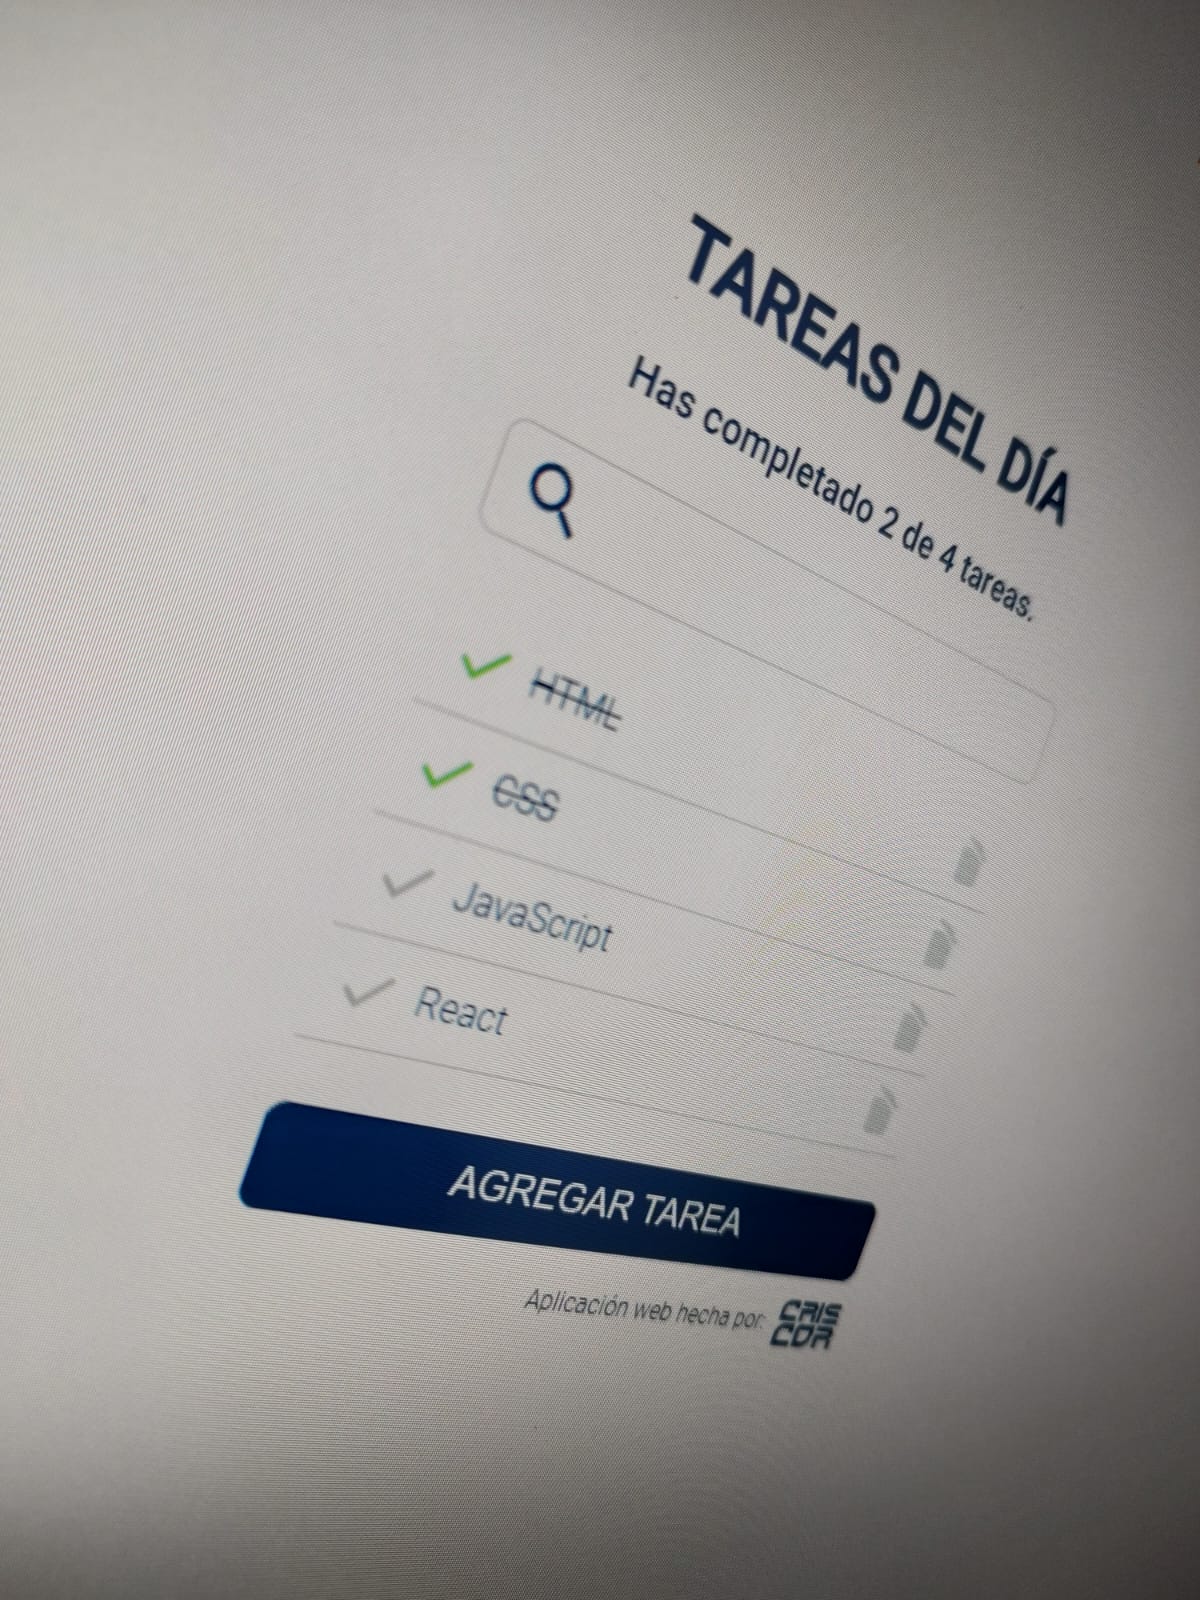 TAREAS DEL DÍA
Has completado 2 de 4 tareas.
HTML
CSS
JavaScript
React
AGREGAR TAREA
Aplicación web hecha por: CRIS
COR